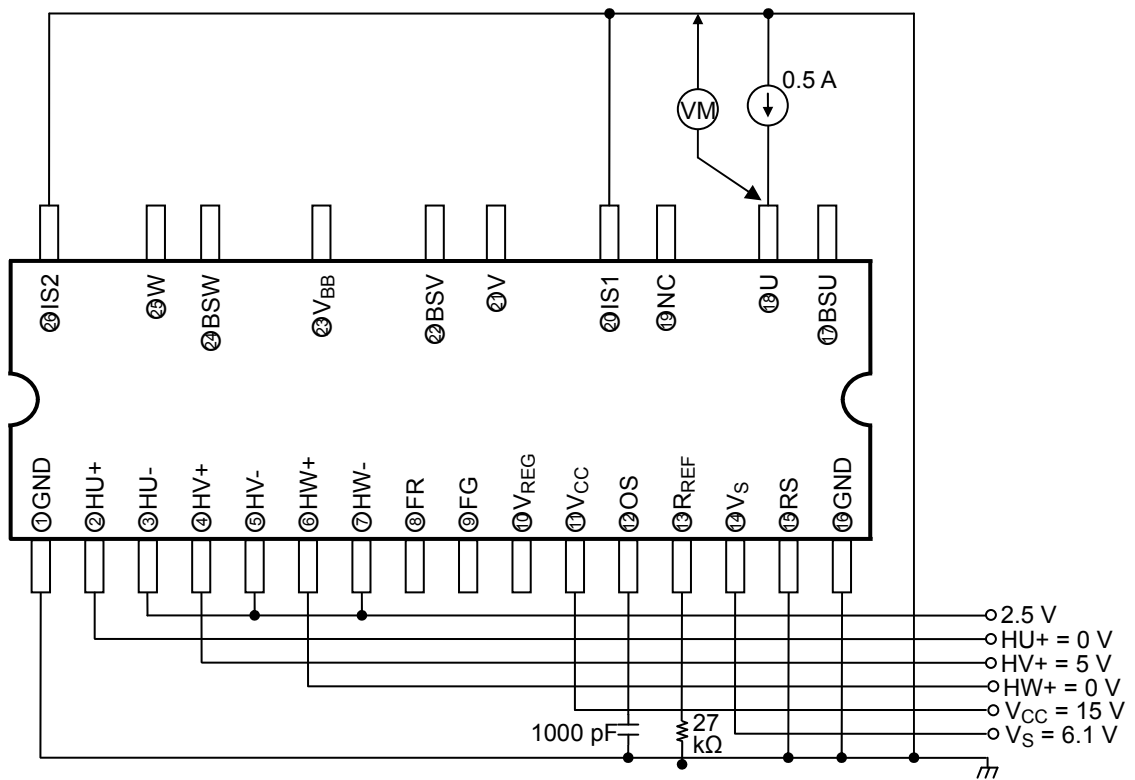 0.5 A
VM
㉖IS2
㉕W
㉔BSW
㉓VBB
㉒BSV
㉑V
⑳IS1
⑲NC
⑱U
⑰BSU
①GND
②HU+
③HU-
④HV+
⑤HV-
⑥HW+
⑦HW-
⑧FR
⑨FG
⑩VREG
⑪VCC
⑫OS
⑬RREF
⑭VS
⑮RS
⑯GND
2.5 V
HU+ = 0 V
HV+ = 5 V
HW+ = 0 V
VCC = 15 V
VS = 6.1 V
1000 pF
27
kΩ